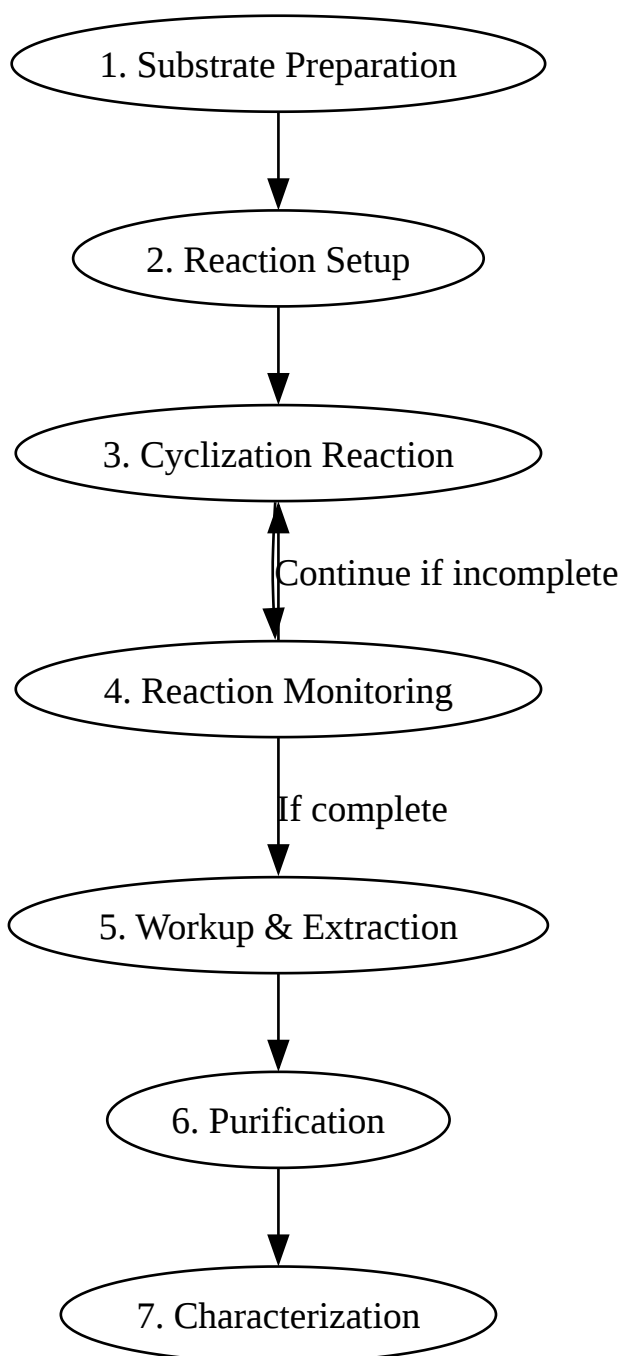 1. Substrate Preparation
2. Reaction Setup
3. Cyclization Reaction
Continue if incomplete
4. Reaction Monitoring
If complete
5. Workup & Extraction
6. Purification
7. Characterization